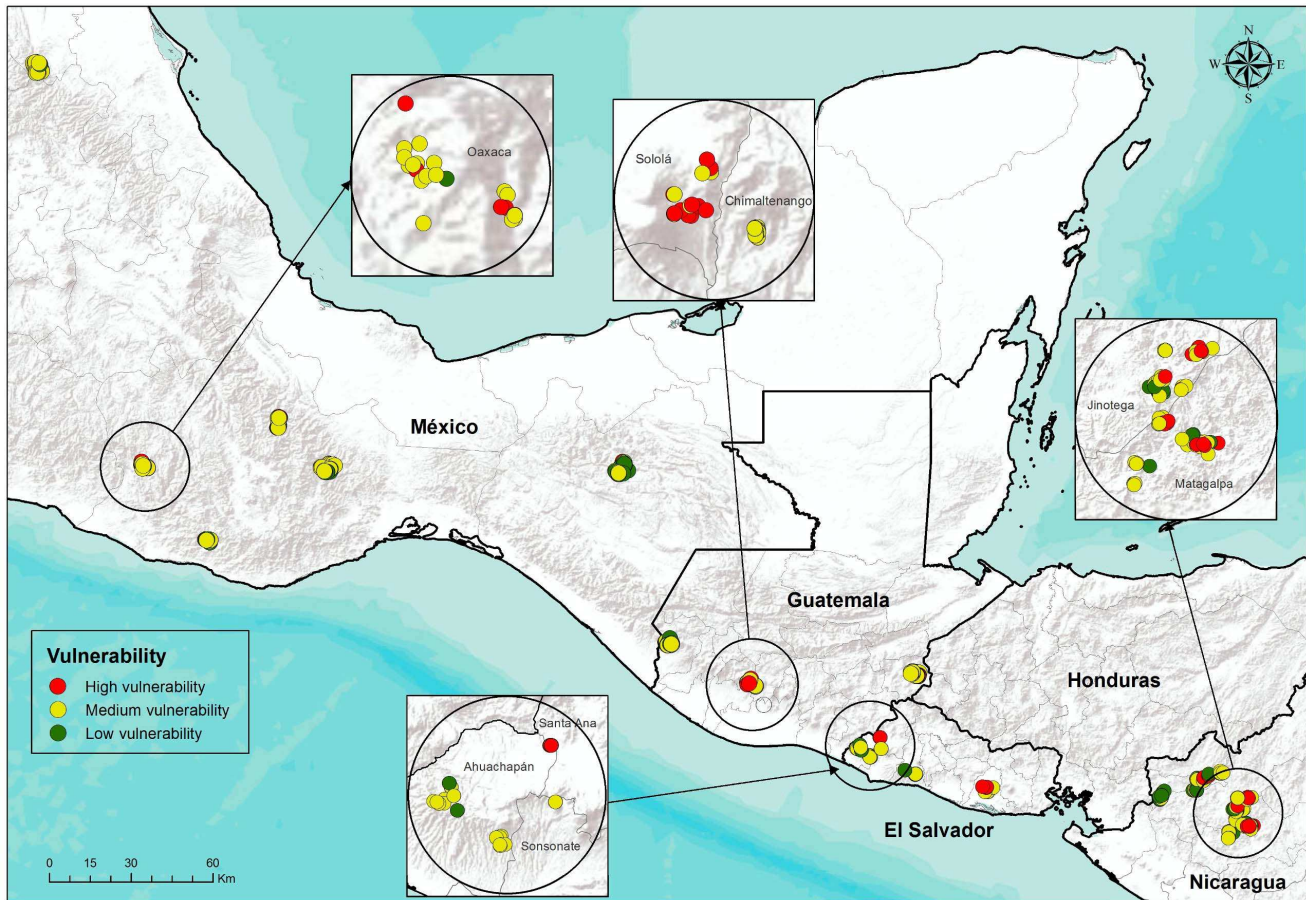 N
W E
S
Oaxaca
Sololá
Chimaltenango
Jinotega
Matagalpa
México
Guatemala
Honduras
Vulnerability
High vulnerability
Medium vulnerability
Low vulnerability
Santa Ana
Ahuachapán
Sonsonate
El Salvador
Nicaragua
0 15 30 60
Km